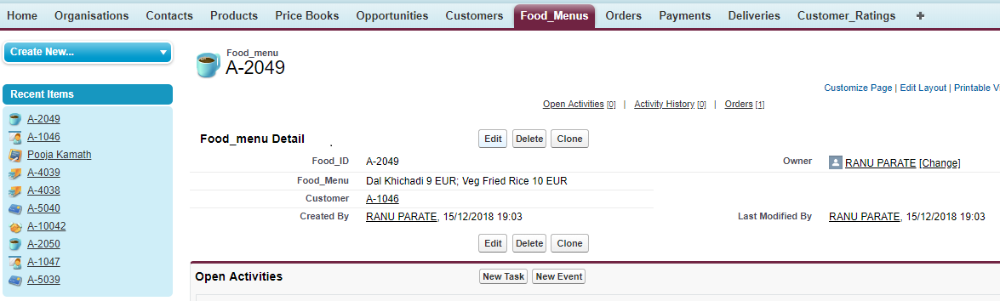 Home Organisations Contacts Products Price Books Opportunities Customers Food_Menus Orders Payments Deliveries Customer_Ratings +
Create New...
Recent Items
A-2049
A-1046
Pooja Kamath
A-4039
A-4038
A-5040
A-10042
A-2050
A-1047
A-5039
Food_menu
A-2049
Customize Page | Edit Layout | Printable V
Open Activities [0] | Activity History [0] | Orders [1]
Food_menu Detail Edit Delete Clone
Food_ID A-2049 Owner RANU PARATE [Change]
Food_Menu Dal Khichadi 9 EUR; Veg Fried Rice 10 EUR
Customer A-1046
Created By RANU PARATE, 15/12/2018 19:03 Last Modified By RANU PARATE, 15/12/2018 19:03
Edit Delete Clone
Open Activities New Task New Event